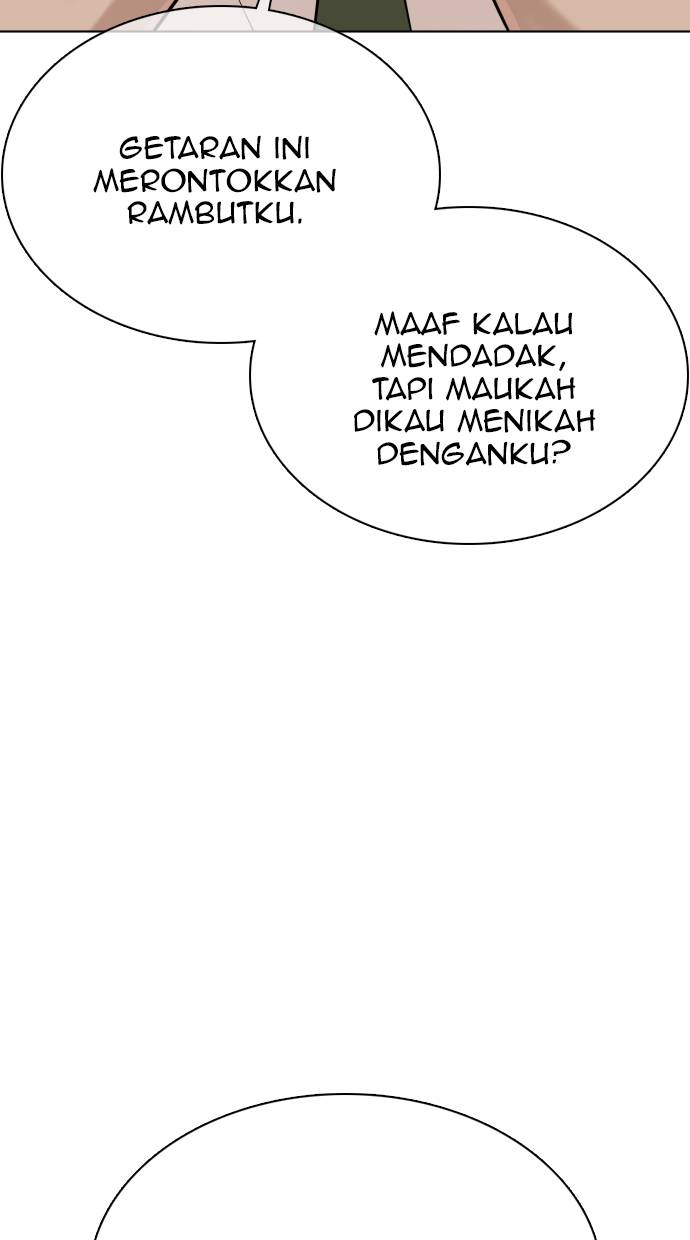 GETARAN INI
MERONTOKKAN
RAMBUTKU.
MAAF KALAU
MENDADAK,
TAPI MAUKAH
DIKAU MENIKAH
DENGANKU?